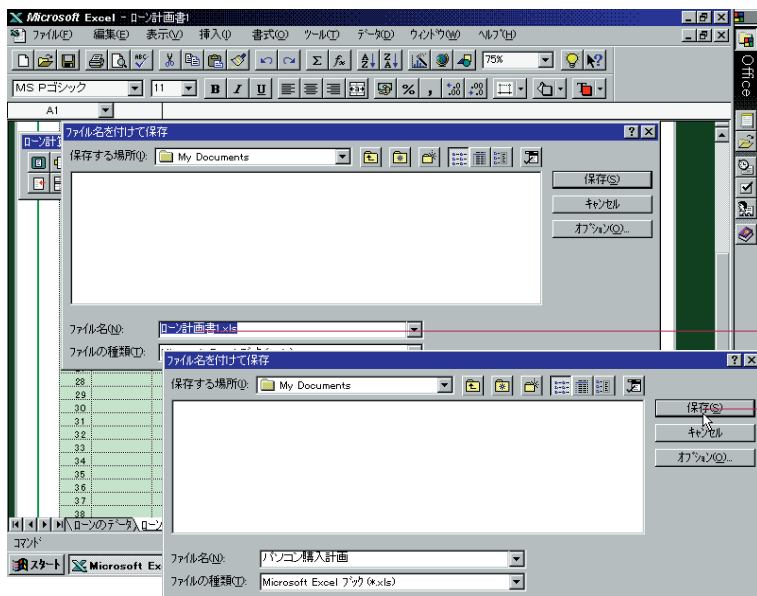 Microsoft Excel - ローン計画書1
ファイル(F) 編集(E) 表示(V) 挿入(I) 書式(O) ツール(T) データ(D) ウィンドウ(W) ヘルプ(H)
75%
MS Pゴシック 11 B I U
A1
Office
ローン計
ファイル名を付けて保存
保存する場所(I): My Documents
保存(S)
キャンセル
オプション(O)...
ファイル名(N): ローン計画書1.xls
ファイルの種類(T):
ファイル名を付けて保存
保存する場所(I): My Documents
保存(S)
キャンセル
オプション(O)...
ファイル名(N): パソコン購入計画
ファイルの種類(T): Microsoft Excel ブック (*.xls)
28
29
30
31
32
33
34
35
36
37
38
ローンのデータ ローン
コマンド
スタート Microsoft Ex